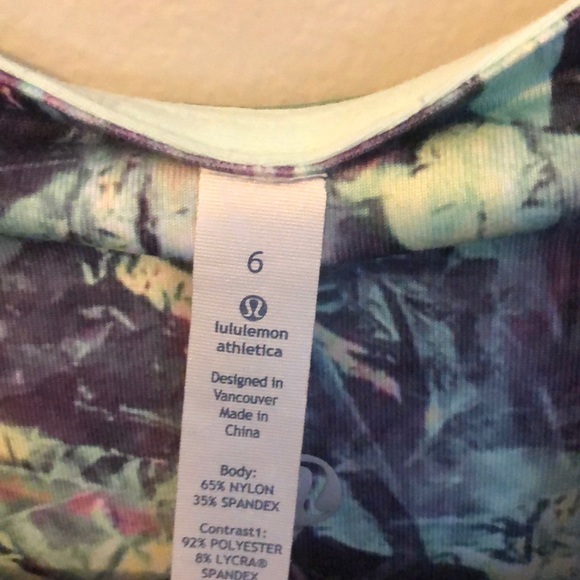 6
lululemon
athletica
Designed in
Vancouver
Made in
China
Body:
65% NYLON
35% SPANDEX
Contrast1:
92% POLYESTER
8% LYCRA®
SPANDEX